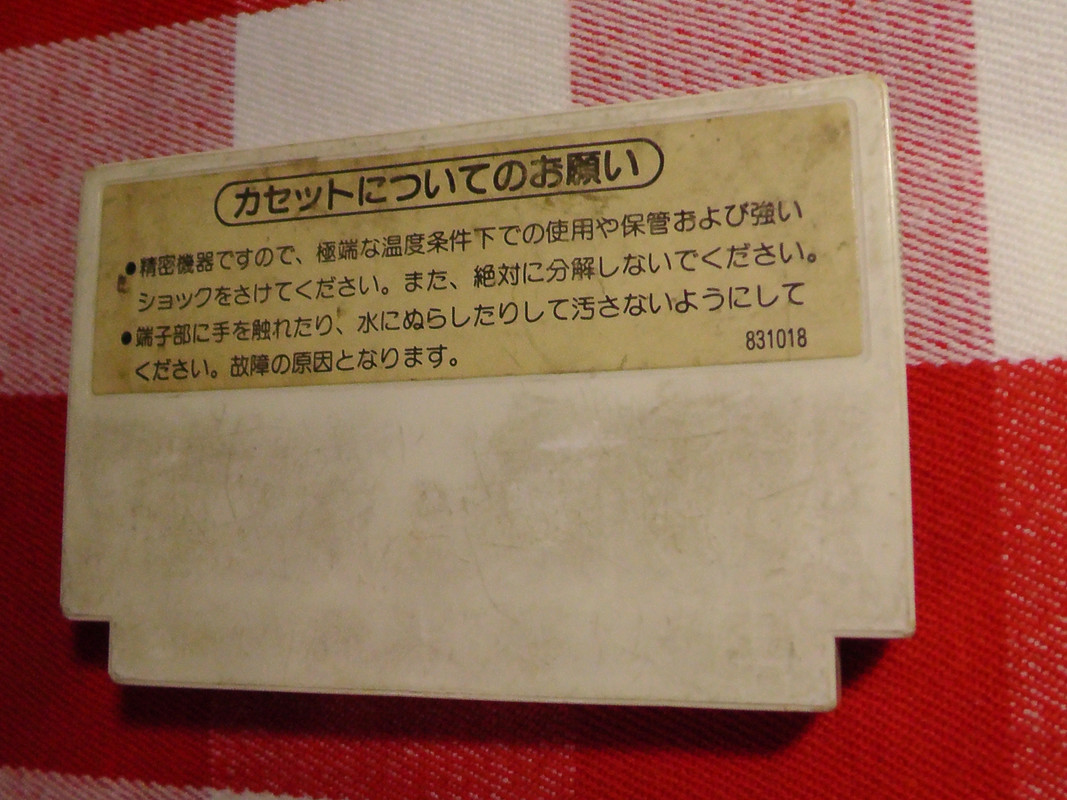 カセットについてのお願い
●精密機器ですので、極端な温度条件下での使用や保管および強い
ショックをさけてください。また、絶対に分解しないでください。
●端子部に手を触れたり、水にぬらしたりして汚さないようにして
ください。故障の原因となります。
831018